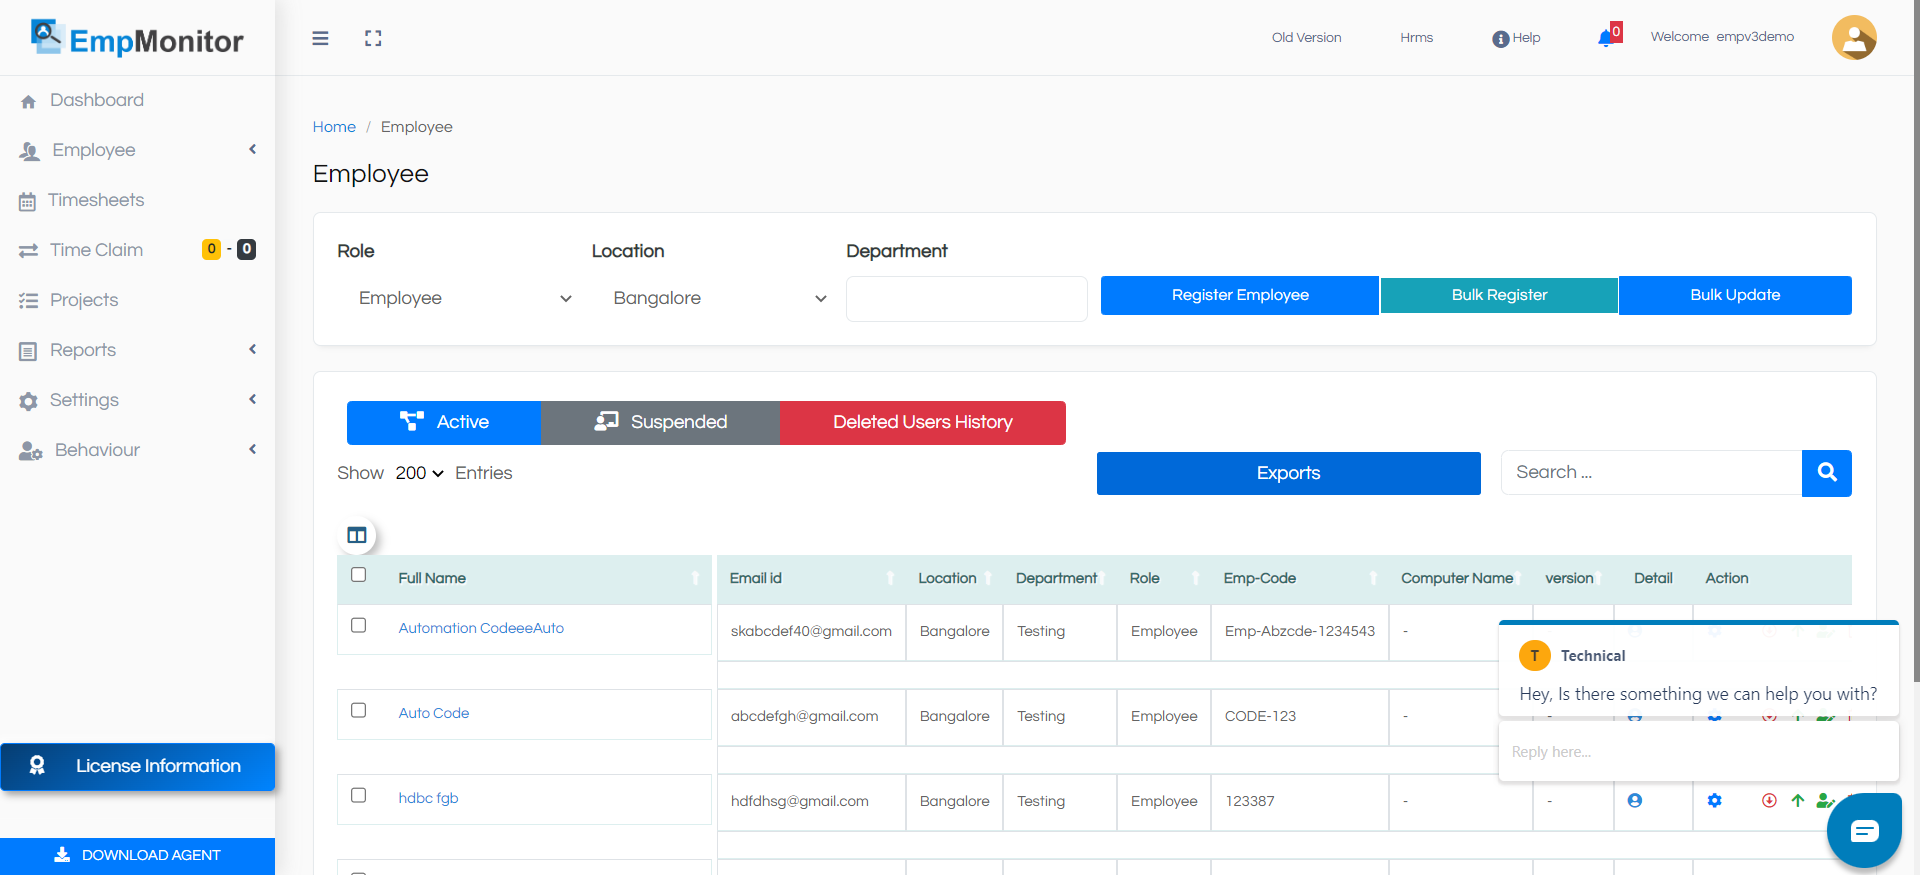 EmpMonitor
Old Version
Hrms
Help
0
Welcome empv3demo
Dashboard
Employee
Timesheets
Time Claim 0 - 0
Projects
Reports
Settings
Behaviour
License Information
DOWNLOAD AGENT
Home / Employee
Employee
Role
Location
Department
Employee
Bangalore
Register Employee
Bulk Register
Bulk Update
Active
Suspended
Deleted Users History
Show 200 Entries
Exports
Search ...
Full Name Email id Location Department Role Emp-Code Computer Name version Detail Action
Automation CodeeeAuto skabcdef40@gmail.com Bangalore Testing Employee Emp-Abzcde-1234543 -
Auto Code abcdefgh@gmail.com Bangalore Testing Employee CODE-123 - -
hdbc fgb hdfdhsg@gmail.com Bangalore Testing Employee 123387 - -
T Technical
Hey, Is there something we can help you with?
Reply here...